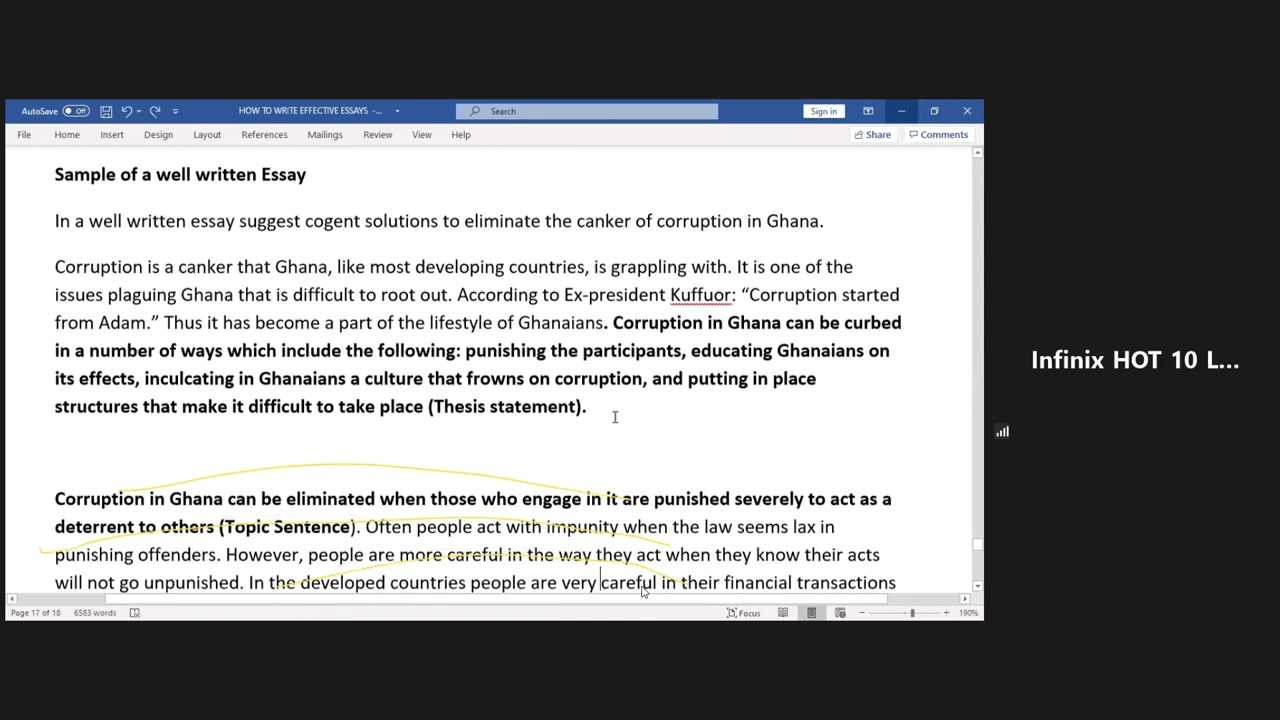 AutoSave Off HOW TO WRITE EFFECTIVE ESSAYS -... Search Sign in
File Home Insert Design Layout References Mailings Review View Help Share Comments
Sample of a well written Essay
In a well written essay suggest cogent solutions to eliminate the canker of corruption in Ghana.
Corruption is a canker that Ghana, like most developing countries, is grappling with. It is one of the
issues plaguing Ghana that is difficult to root out. According to Ex-president Kuffuor: “Corruption started
from Adam.” Thus it has become a part of the lifestyle of Ghanaians. Corruption in Ghana can be curbed
in a number of ways which include the following: punishing the participants, educating Ghanaians on
its effects, inculcating in Ghanaians a culture that frowns on corruption, and putting in place
structures that make it difficult to take place (Thesis statement).
Corruption in Ghana can be eliminated when those who engage in it are punished severely to act as a
deterrent to others (Topic Sentence). Often people act with impunity when the law seems lax in
punishing offenders. However, people are more careful in the way they act when they know their acts
will not go unpunished. In the developed countries people are very careful in their financial transactions
Page 17 of 18 6583 words Focus 190%
Infinix HOT 10 L...